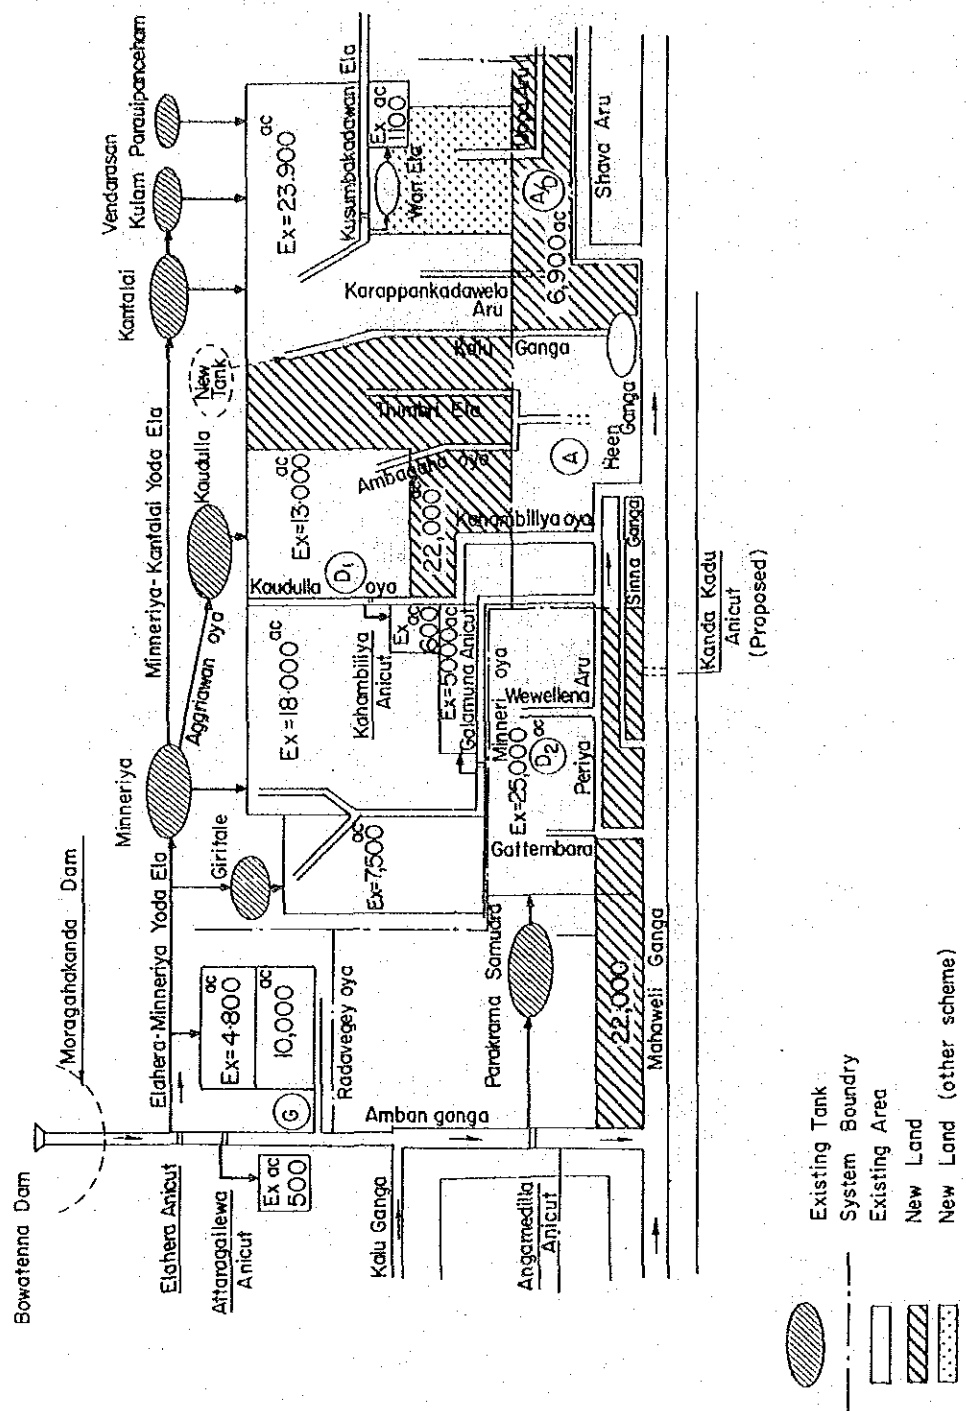 Bowatenna Dam
Moragahakanda Dam
Elahera Anicut
Attaragallewa
Anicut
Ex ac
500
Kalu Ganga
Angamedilla
Anicut
Elahera-Minneriya Yoda Ela
Ex=4·800 ac
10,000 ac
G
Radavegey oya
Amban ganga
Giritale
Minneriya
Aggriawan oya
Minneriya-Kantalai Yoda Ela
Kaudulla
New
Tank
Kantalai
Vendarasan
Kulam
Parauipanceham
Ex=7,500 ac
Ex=18·000 ac
Kahambiliya
Anicut
Ex ac
600
Ex=5000ac
Galamuna Anicut
Kaudulla oya
D1
Ex=13·000 ac
22,000 ac
Ambagaha oya
Thimbri Ela
Kahambiliya oya
Kalu Ganga
Karappankadawela
Aru
Ex=23.900 ac
Kusumbakadawan Ela
Wan Ela
Ex ac
1100
A/D
6,900 ac
Shava Aru
A
Heen
Ganga
Parakrama Samudra
Minneri oya
Ex=25,000 ac
D2
Wewellena
Aru
Periya
Gattembara
22,000
Sinna Ganga
Mahaweli Ganga
Kanda Kadu
Anicut
(Proposed)
Existing Tank
System Boundry
Existing Area
New Land
New Land (other scheme)